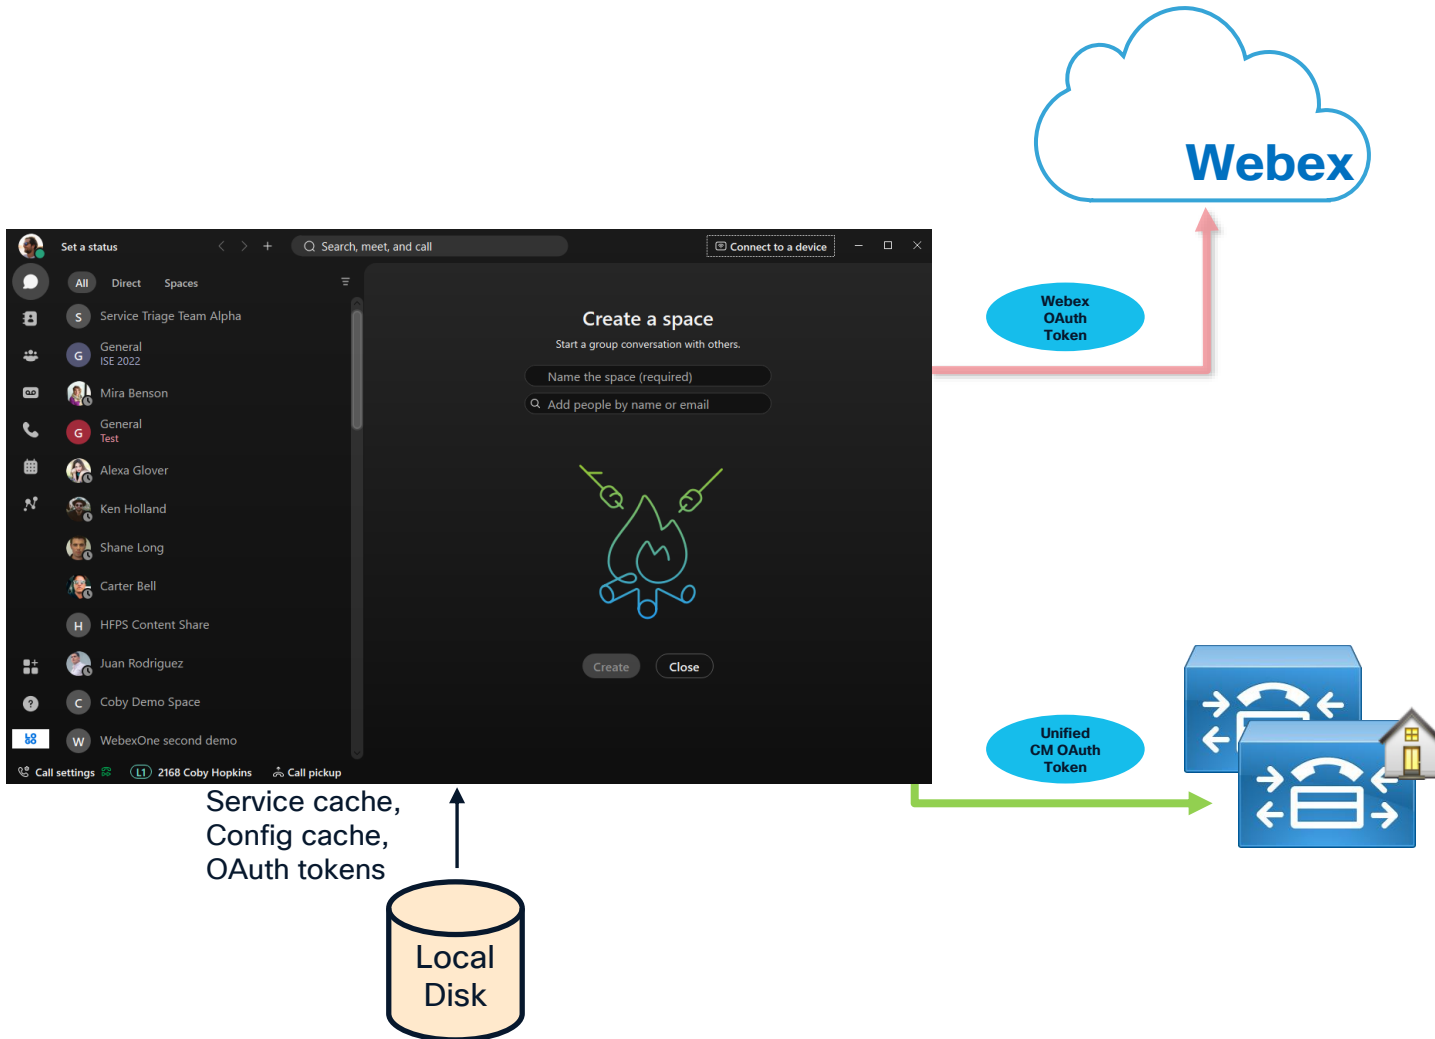 Webex
Set a status
Search, meet, and call
Connect to a device
All
Direct
Spaces
S
Service Triage Team Alpha
G
General
ISE 2022
Mira Benson
G
General
Test
Alexa Glover
Ken Holland
Shane Long
Carter Bell
H
HFPS Content Share
Juan Rodriguez
C
Coby Demo Space
W
WebexOne second demo
Create a space
Start a group conversation with others.
Name the space (required)
Add people by name or email
Create
Close
Call settings
L1
2168 Coby Hopkins
Call pickup
Webex
OAuth
Token
Unified
CM OAuth
Token
Service cache,
Config cache,
OAuth tokens
Local
Disk